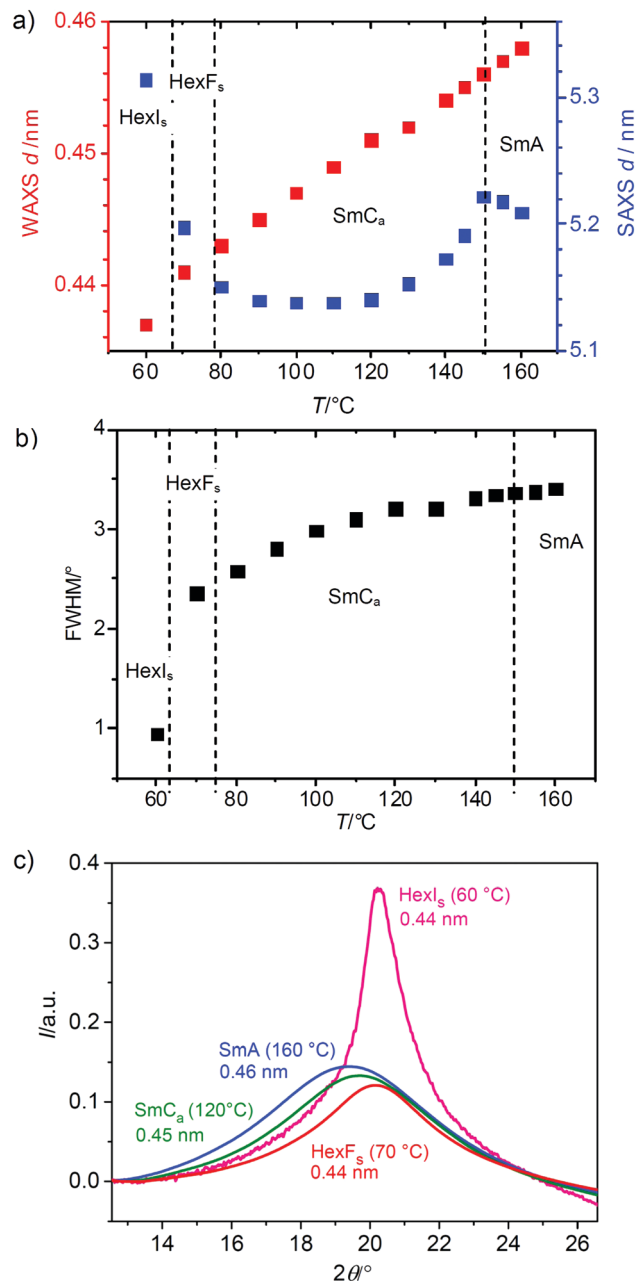 a)
0.46
0.45
0.44
WAXS d /nm
HexIₛ
HexFₛ
SmCₐ
SmA
5.3
5.2
5.1
5.13
SAXS d / nm
60 80 100 120 140 160
T/°C
b)
4
3
2
1
FWHM/°
HexFₛ
SmA
SmCₐ
HexIₛ
60 80 100 120 140 160
T/°C
c)
0.4
0.3
0.2
0.1
0.0
I/a.u.
HexIₛ (60 °C)
0.44 nm
SmA (160 °C)
0.46 nm
SmCₐ (120°C)
0.45 nm
HexFₛ (70 °C)
0.44 nm
14 16 18 20 22 24 26
2θ/°